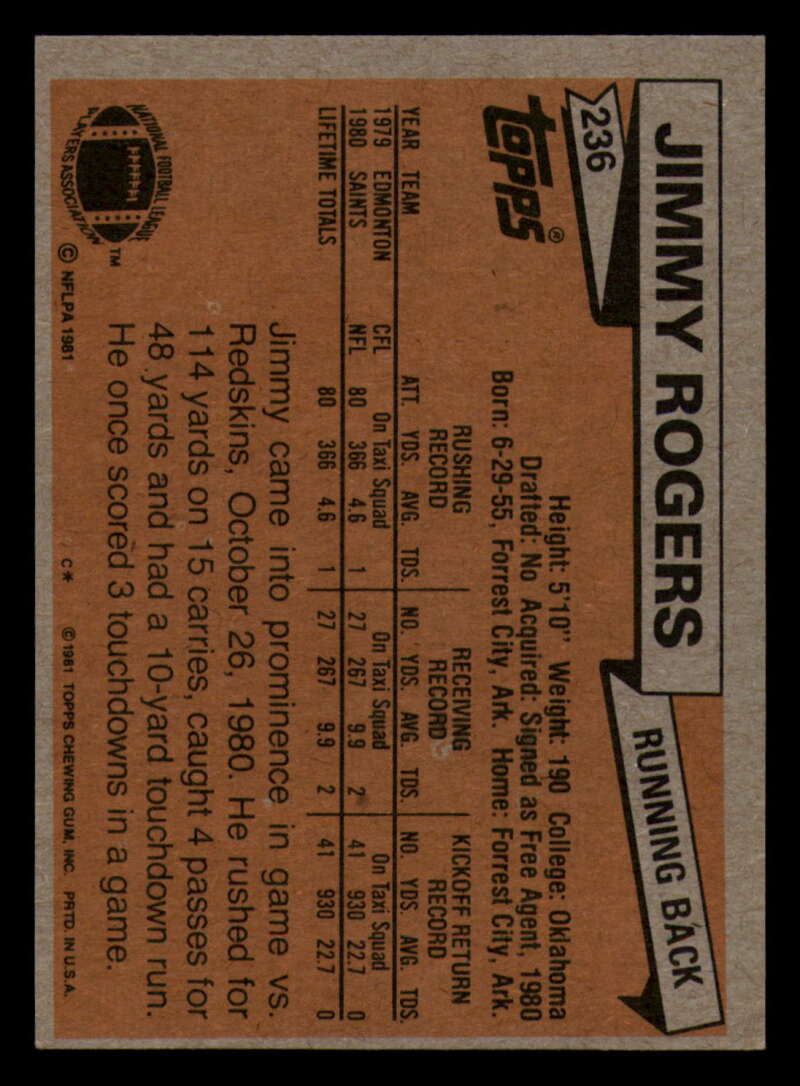 JIMMY ROGERS
RUNNING BACK
236
topps®
Height: 5'10" Weight: 190 College: Oklahoma
Drafted: No Acquired: Signed as Free Agent, 1980
Born: 6-29-55, Forrest City, Ark. Home: Forrest City, Ark.
RUSHING RECORD RECEIVING RECORD KICKOFF RETURN RECORD
YEAR TEAM ATT. YDS. AVG. TDS. NO. YDS. AVG. TDS. NO. YDS. AVG. TDS.
1979 EDMONTON CFL On Taxi Squad On Taxi Squad On Taxi Squad
1980 SAINTS NFL 80 366 4.6 1 27 267 9.9 2 41 930 22.7 0
LIFETIME TOTALS 80 366 4.6 1 27 267 9.9 2 41 930 22.7 0
Jimmy came into prominence in game vs.
Redskins, October 26, 1980. He rushed for
114 yards on 15 carries, caught 4 passes for
48 yards and had a 10-yard touchdown run.
He once scored 3 touchdowns in a game.
NATIONAL FOOTBALL LEAGUE
PLAYERS ASSOCIATION
™
© NFLPA 1981
C*
©1981 TOPPS CHEWING GUM, INC. PRTD. IN U.S.A.